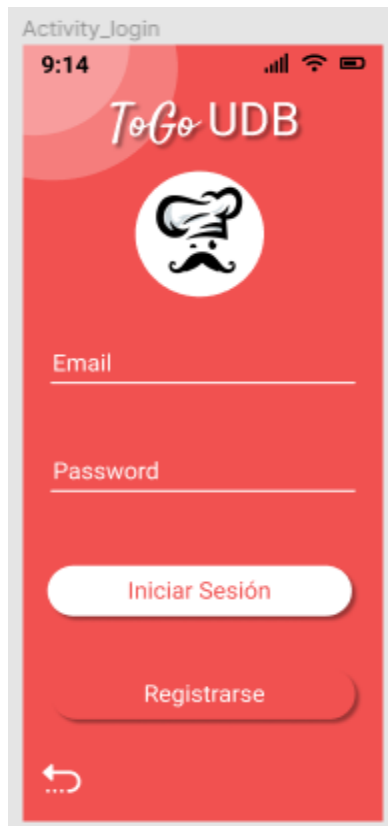 Activity_login
9:14
ToGo UDB
Email
Password
Iniciar Sesión
Registrarse